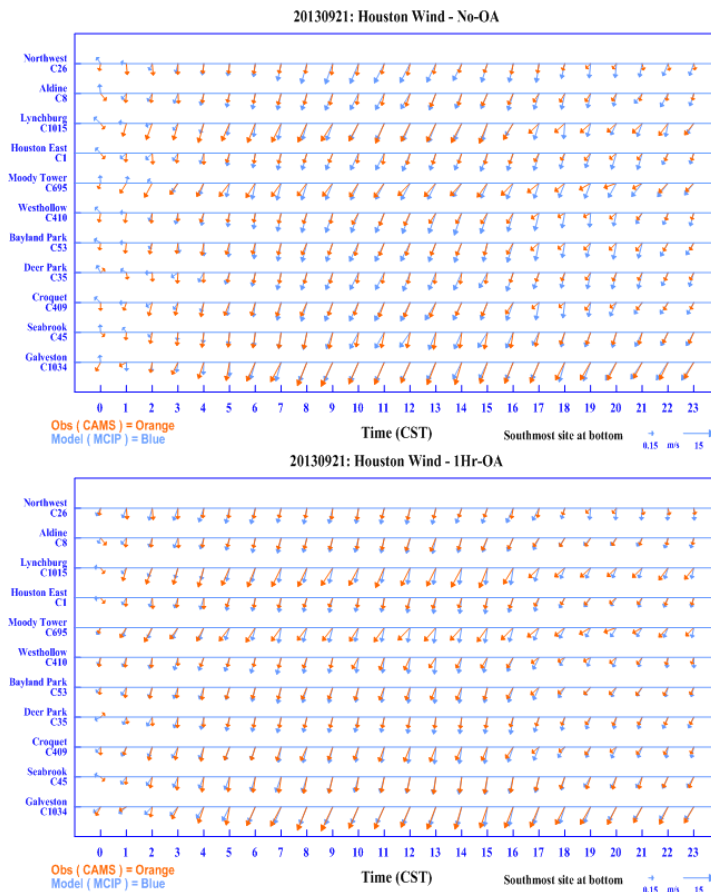 20130921: Houston Wind - No-OA
Northwest
C26
Aldine
C8
Lynchburg
C1015
Houston East
C1
Moody Tower
C695
Westhollow
C410
Bayland Park
C53
Deer Park
C35
Croquet
C409
Seabrook
C45
Galveston
C1034
0 1 2 3 4 5 6 7 8 9 10 11 12 13 14 15 16 17 18 19 20 21 22 23
Obs ( CAMS ) = Orange
Model ( MCIP ) = Blue
Time (CST)
Southmost site at bottom
0.15 m/s 15
20130921: Houston Wind - 1Hr-OA
Northwest
C26
Aldine
C8
Lynchburg
C1015
Houston East
C1
Moody Tower
C695
Westhollow
C410
Bayland Park
C53
Deer Park
C35
Croquet
C409
Seabrook
C45
Galveston
C1034
0 1 2 3 4 5 6 7 8 9 10 11 12 13 14 15 16 17 18 19 20 21 22 23
Obs ( CAMS ) = Orange
Model ( MCIP ) = Blue
Time (CST)
Southmost site at bottom
0.15 m/s 15